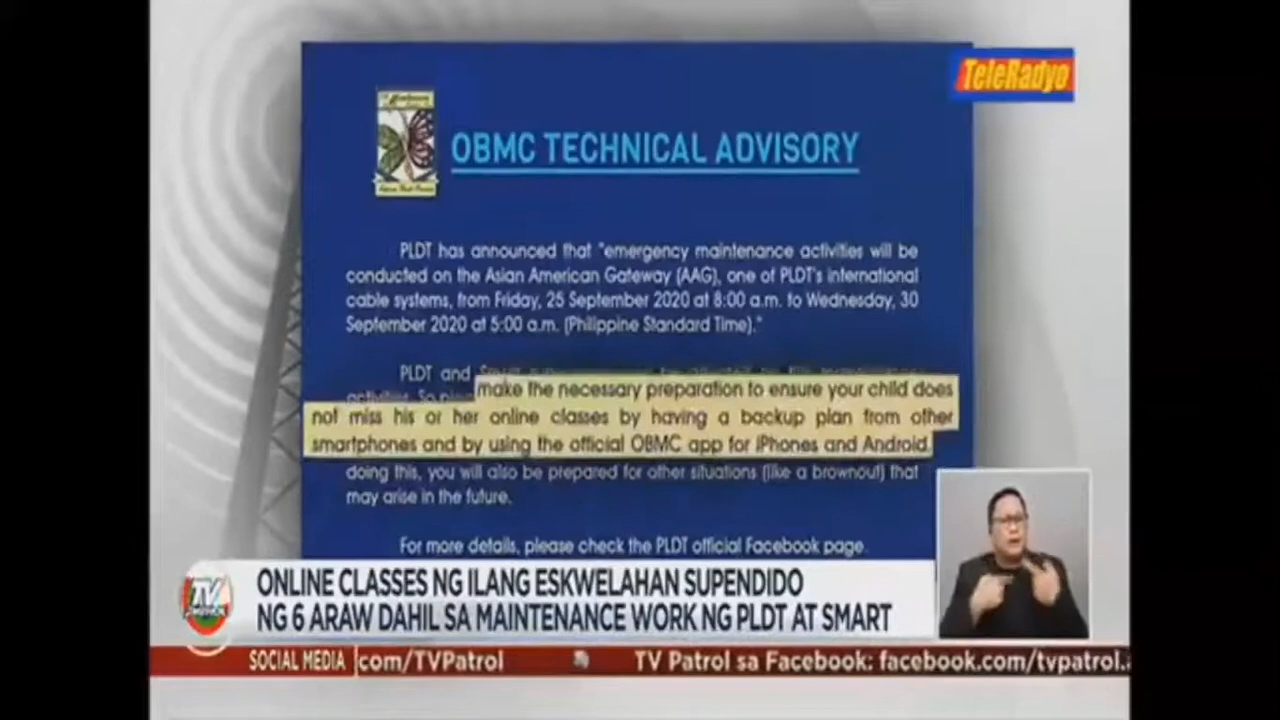 TeleRadyo
OBMC TECHNICAL ADVISORY
PLDT has announced that "emergency maintenance activities will be
conducted on the Asian American Gateway (AAG), one of PLDT's international
cable systems, from Friday, 25 September 2020 at 8:00 a.m. to Wednesday, 30
September 2020 at 5:00 a.m. (Philippine Standard Time)."
PLDT and
make the necessary preparation to ensure your child does
not miss his or her online classes by having a backup plan from other
smartphones and by using the official OBMC app for iPhones and Android.
doing this, you will also be prepared for other situations (like a brownout) that
may arise in the future.
For more details, please check the PLDT official Facebook page.
TV
ONLINE CLASSES NG ILANG ESKWELAHAN SUPENDIDO
NG 6 ARAW DAHIL SA MAINTENANCE WORK NG PLDT AT SMART
SOCIAL MEDIA com/TVPatrol TV Patrol sa Facebook: facebook.com/tvpatrol.